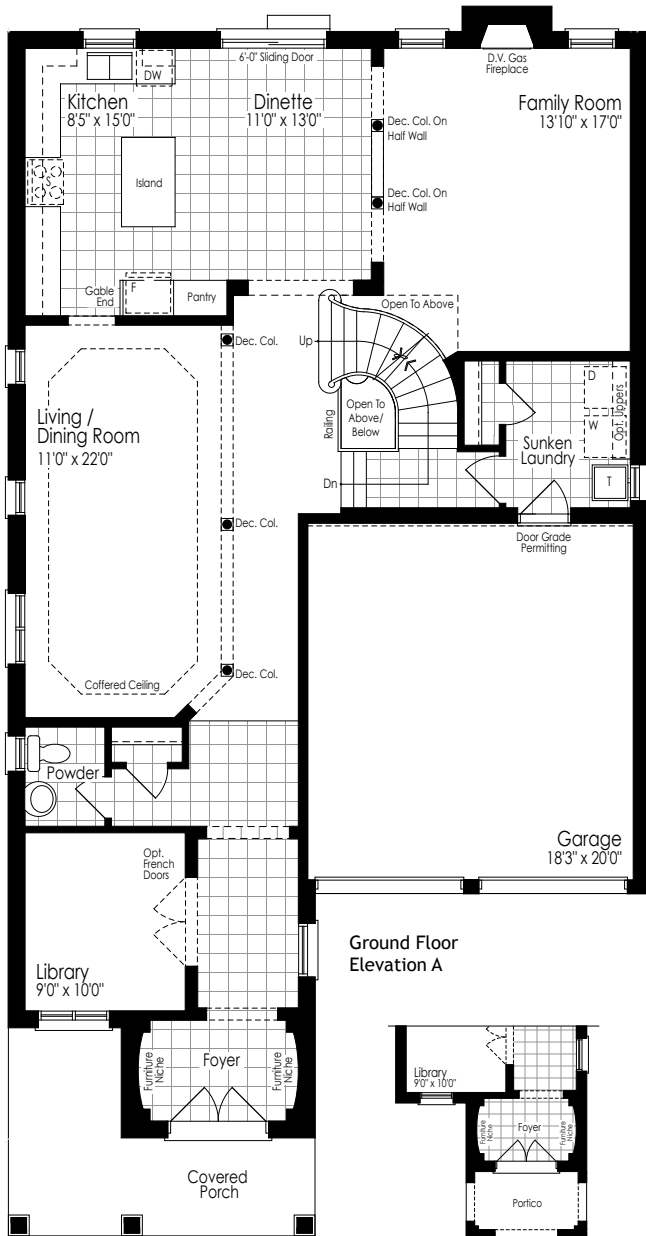 6'-0" Sliding Door
D.V. Gas
Fireplace
DW
Kitchen
8'5" x 15'0"
Dinette
11'0" x 13'0"
Family Room
13'10" x 17'0"
Dec. Col. On
Half Wall
S
Island
Dec. Col. On
Half Wall
Gable
End
F
Pantry
Open To Above
Dec. Col.
Up
D
Opt. Uppers
W
Living /
Dining Room
11'0" x 22'0"
Railing
Open To
Above/
Below
Sunken
Laundry
T
Dn
Dec. Col.
Door Grade
Permitting
Coffered Ceiling
Dec. Col.
Powder
Opt.
French
Doors
Garage
18'3" x 20'0"
Library
9'0" x 10'0"
Ground Floor
Elevation A
Furniture
Niche
Foyer
Furniture
Niche
Library
9'0" x 10'0"
Furniture
Niche
Foyer
Furniture
Niche
Covered
Porch
Portico